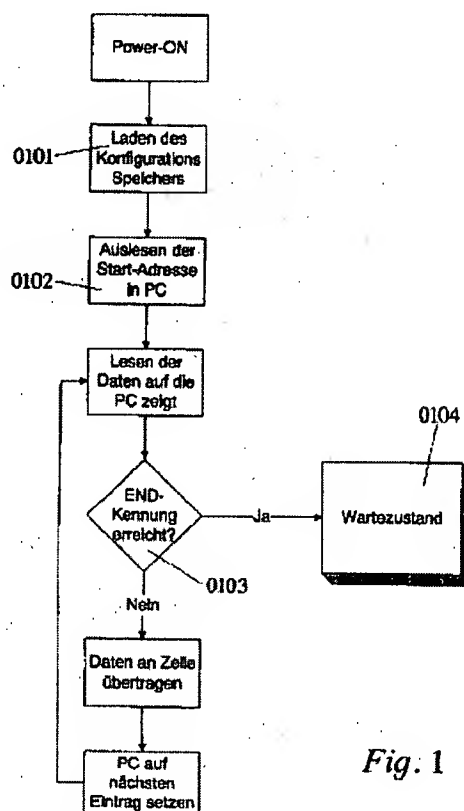 Power-ON
0101
Laden des
Konfigurations
Speichers
0102
Auslesen der
Start-Adresse
in PC
Lesen der
Daten auf die
PC zeigt
0104
END-
Kennung
erreicht?
Ja
Wartezustand
0103
Nein
Daten an Zelle
übertragen
PC auf
nächsten
Eintrag setzen
Fig. 1